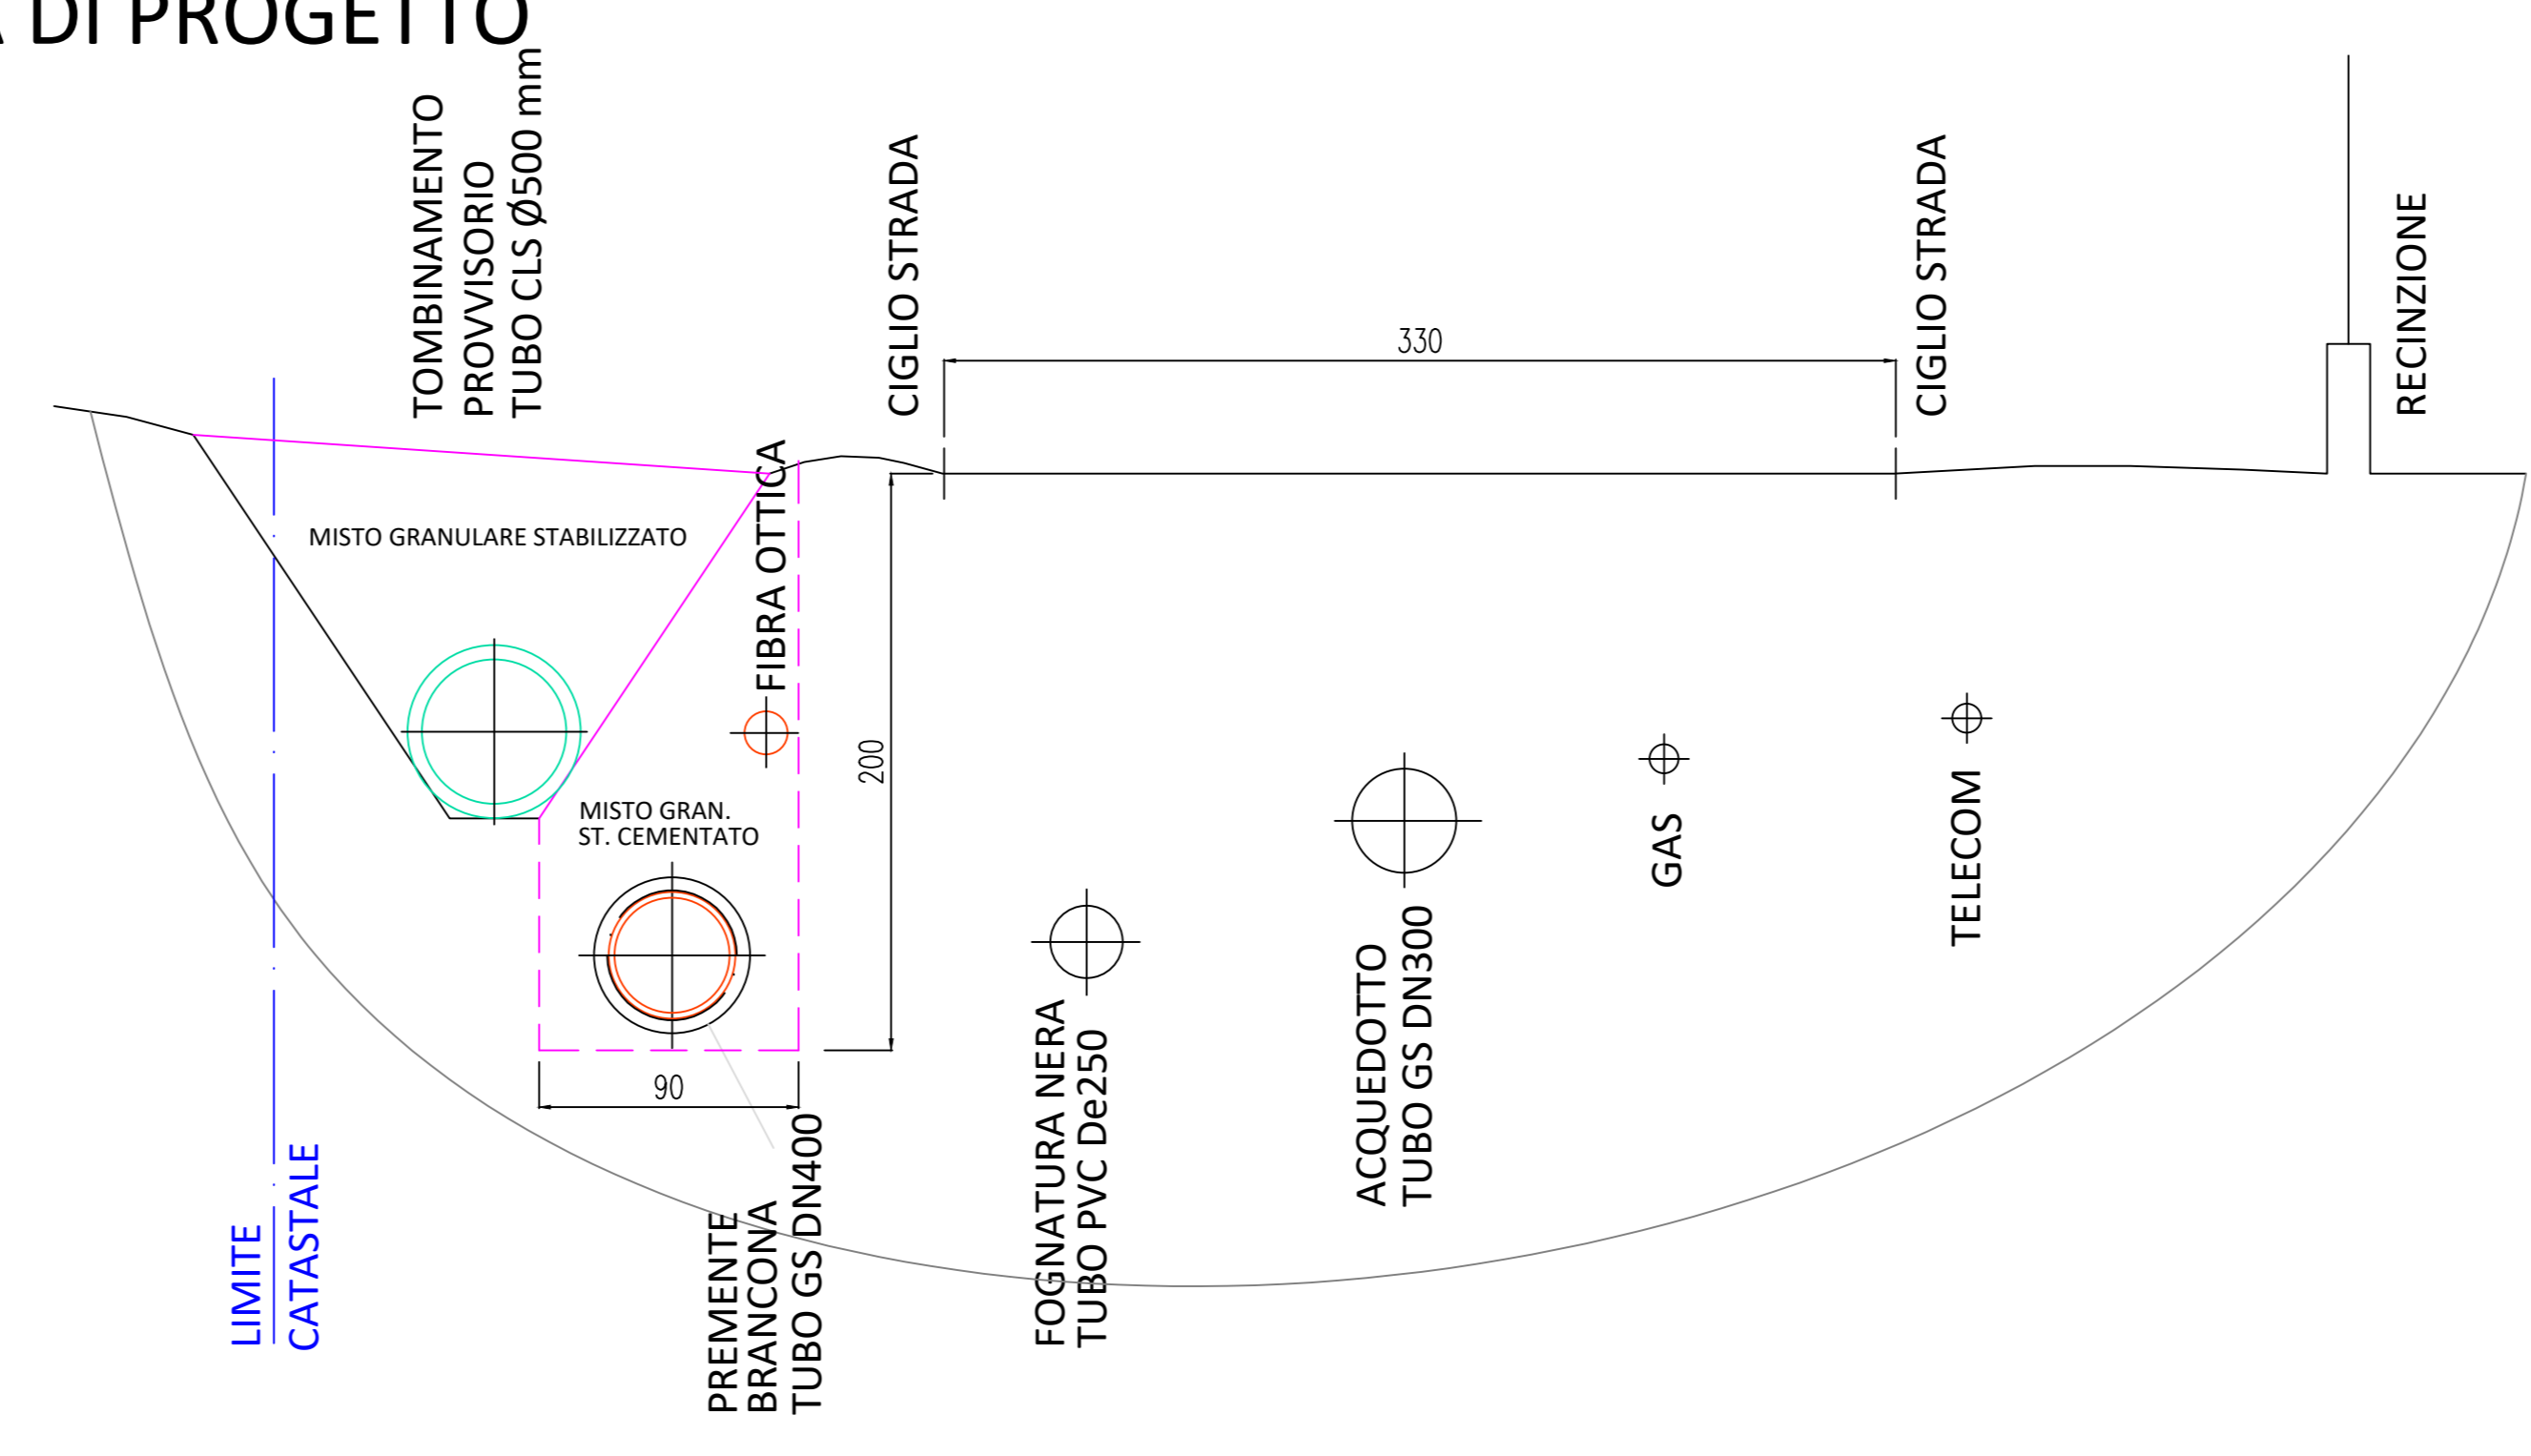 A DI PROGETTO
TOMBINAMENTO
PROVVISORIO
TUBO CLS Ø500 mm
CIGLIO STRADA
330
CIGLIO STRADA
RECINZIONE
MISTO GRANULARE STABILIZZATO
FIBRA OTTICA
200
MISTO GRAN.
ST. CEMENTATO
90
GAS
TELECOM
LIMITE
CATASTALE
PREMENTE
BRANCONA
TUBO GS DN400
FOGNATURA NERA
TUBO PVC De250
ACQUEDOTTO
TUBO GS DN300